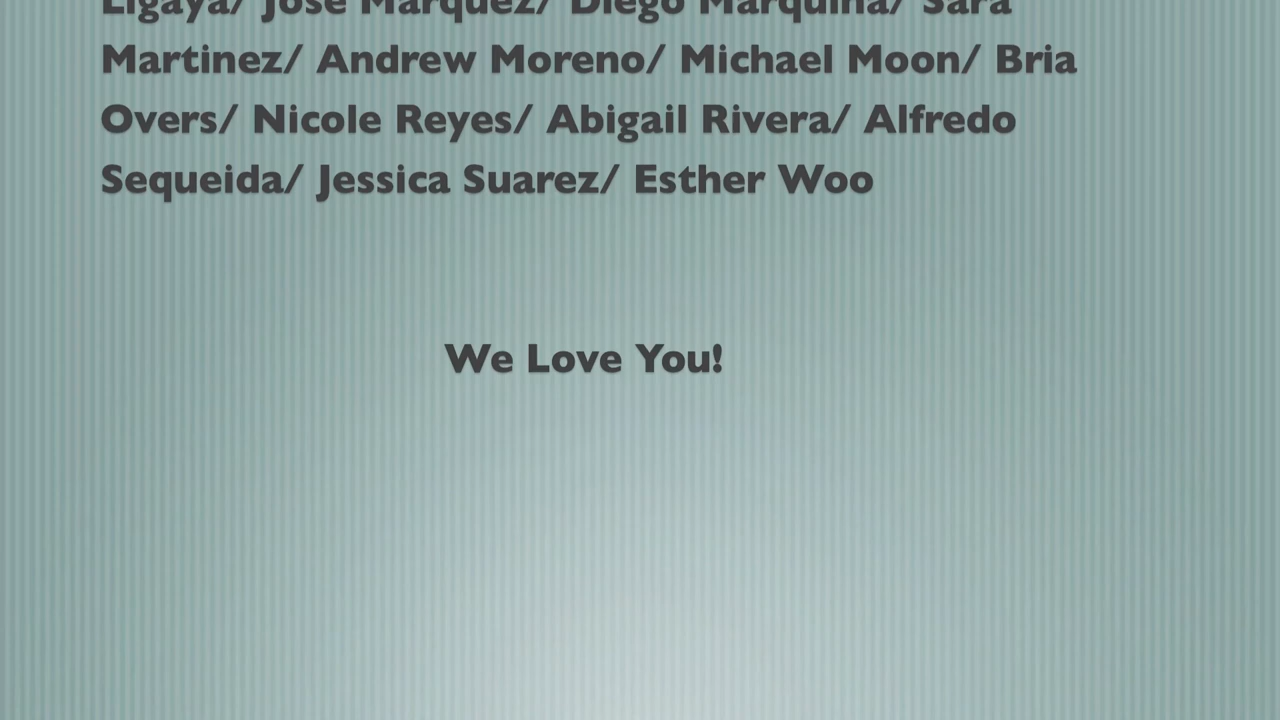 Ligaya/ Jose Marquez/ Diego Marquina/ Sara
Martinez/ Andrew Moreno/ Michael Moon/ Bria
Overs/ Nicole Reyes/ Abigail Rivera/ Alfredo
Sequeida/ Jessica Suarez/ Esther Woo
We Love You!